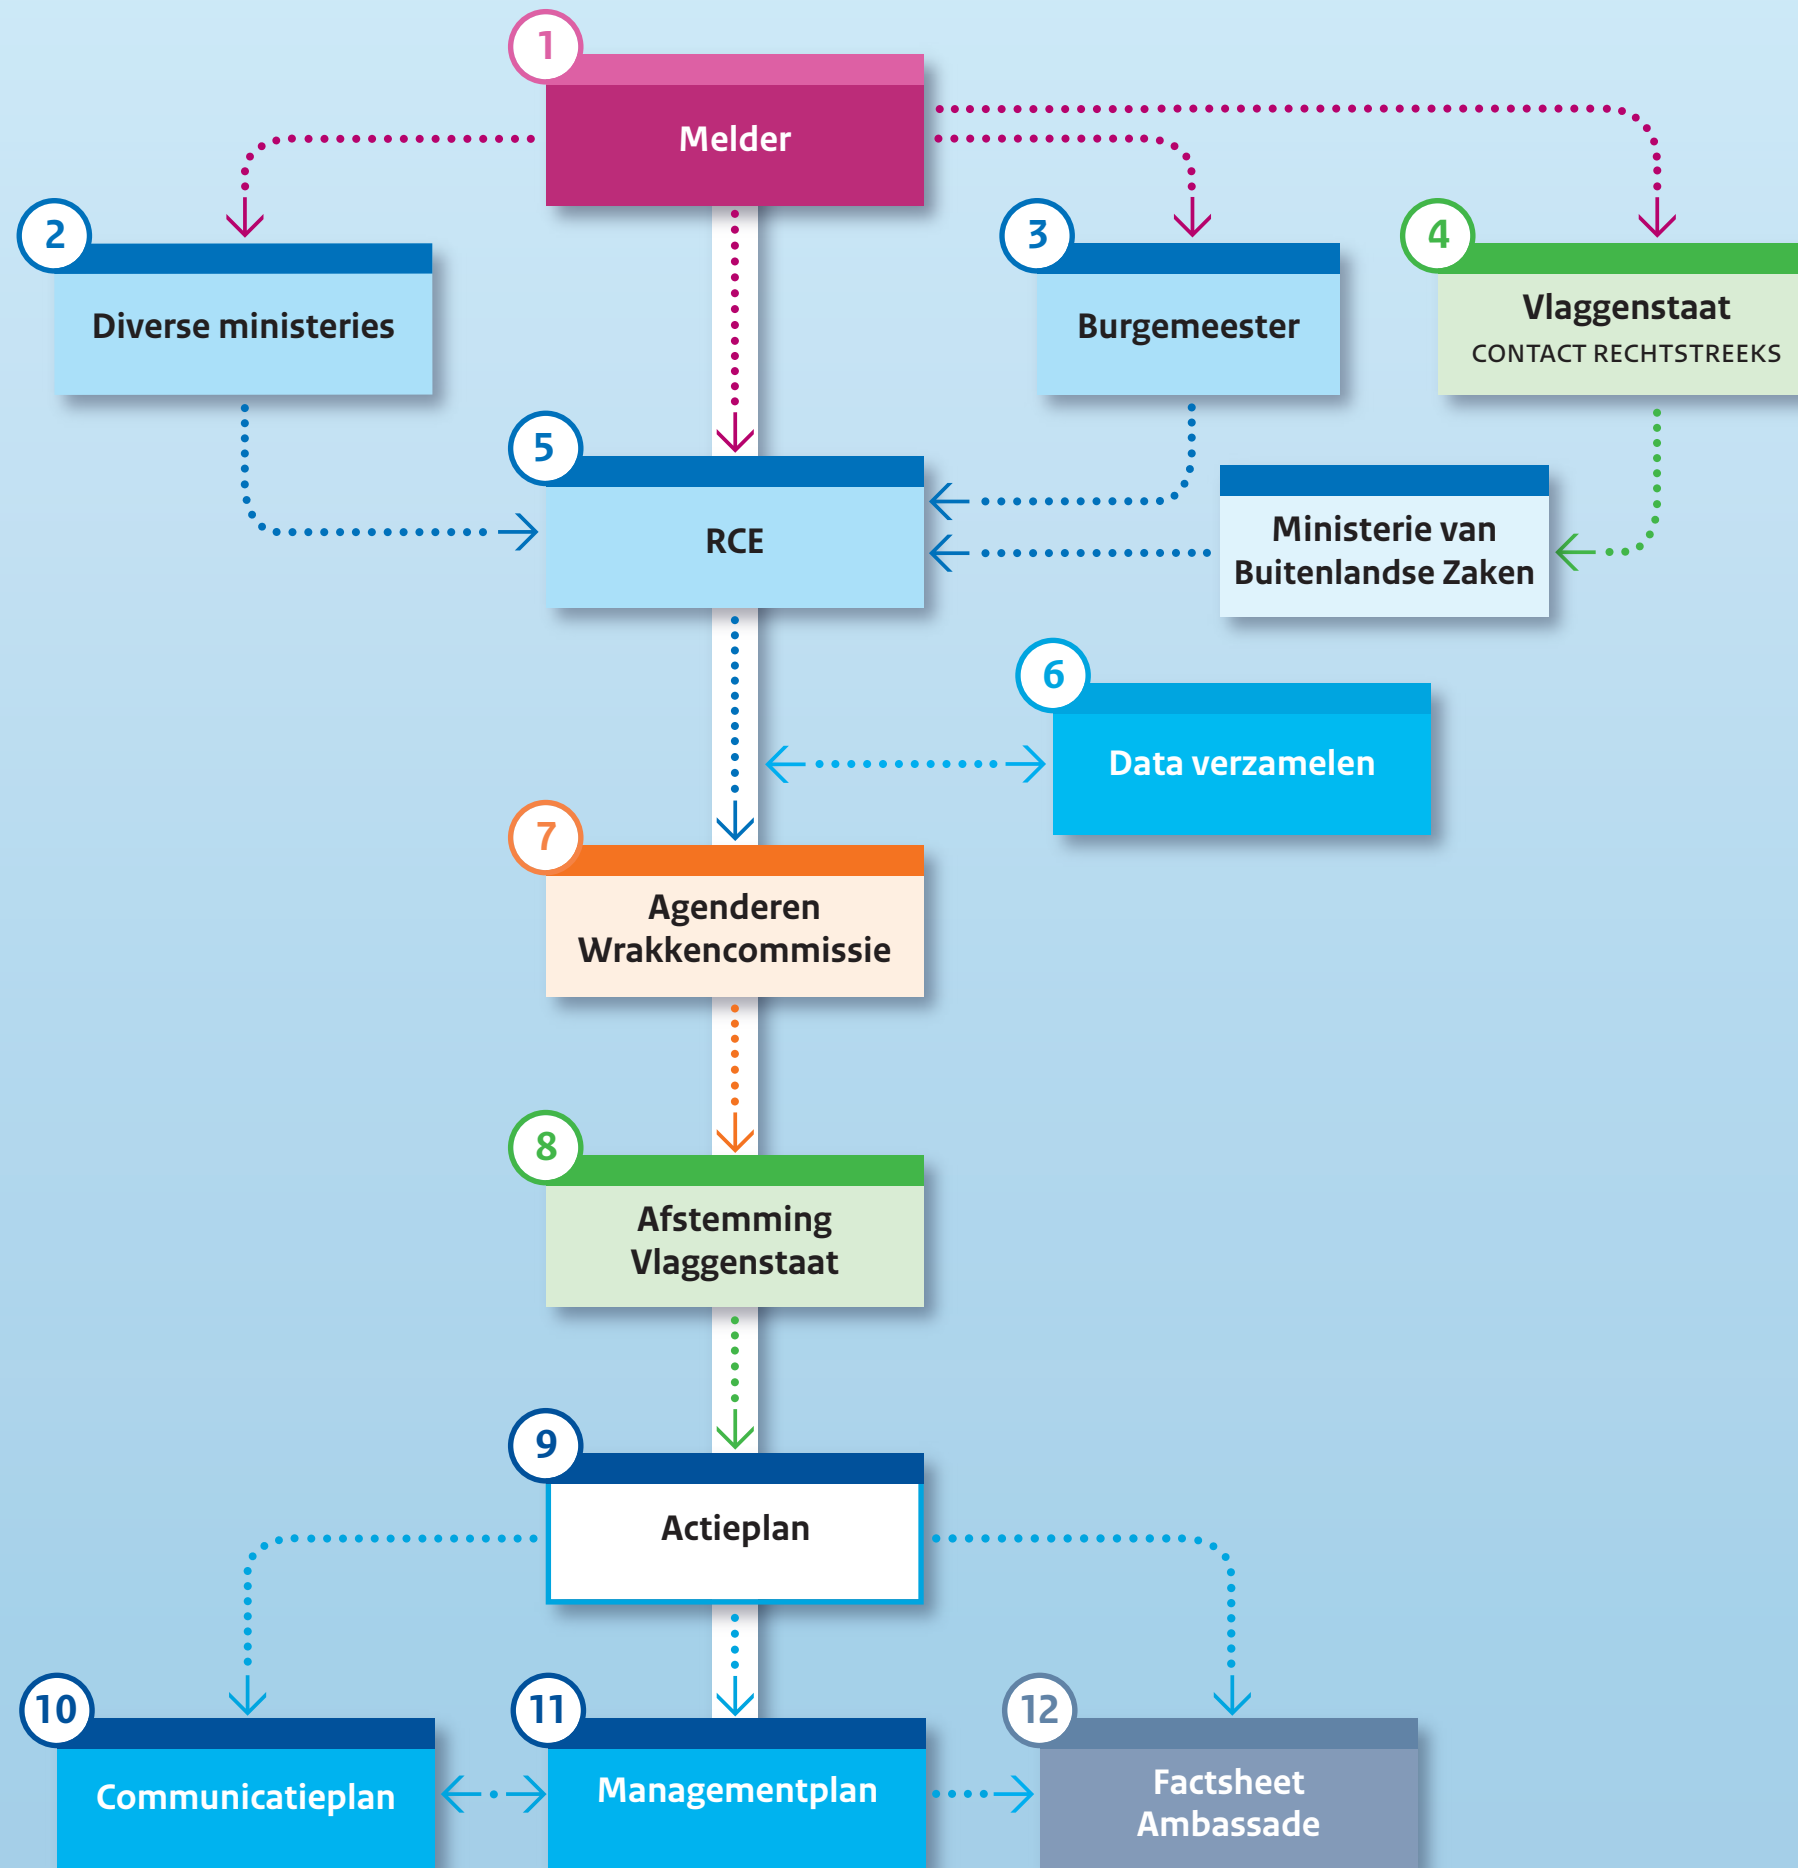 1
Melder
2
Diverse ministeries
3
Burgemeester
4
Vlaggenstaat
CONTACT RECHTSTREEKS
5
RCE
Ministerie van
Buitenlandse Zaken
6
Data verzamelen
7
Agenderen
Wrakkencommissie
8
Afstemming
Vlaggenstaat
9
Actieplan
10
Communicatieplan
11
Managementplan
12
Factsheet
Ambassade